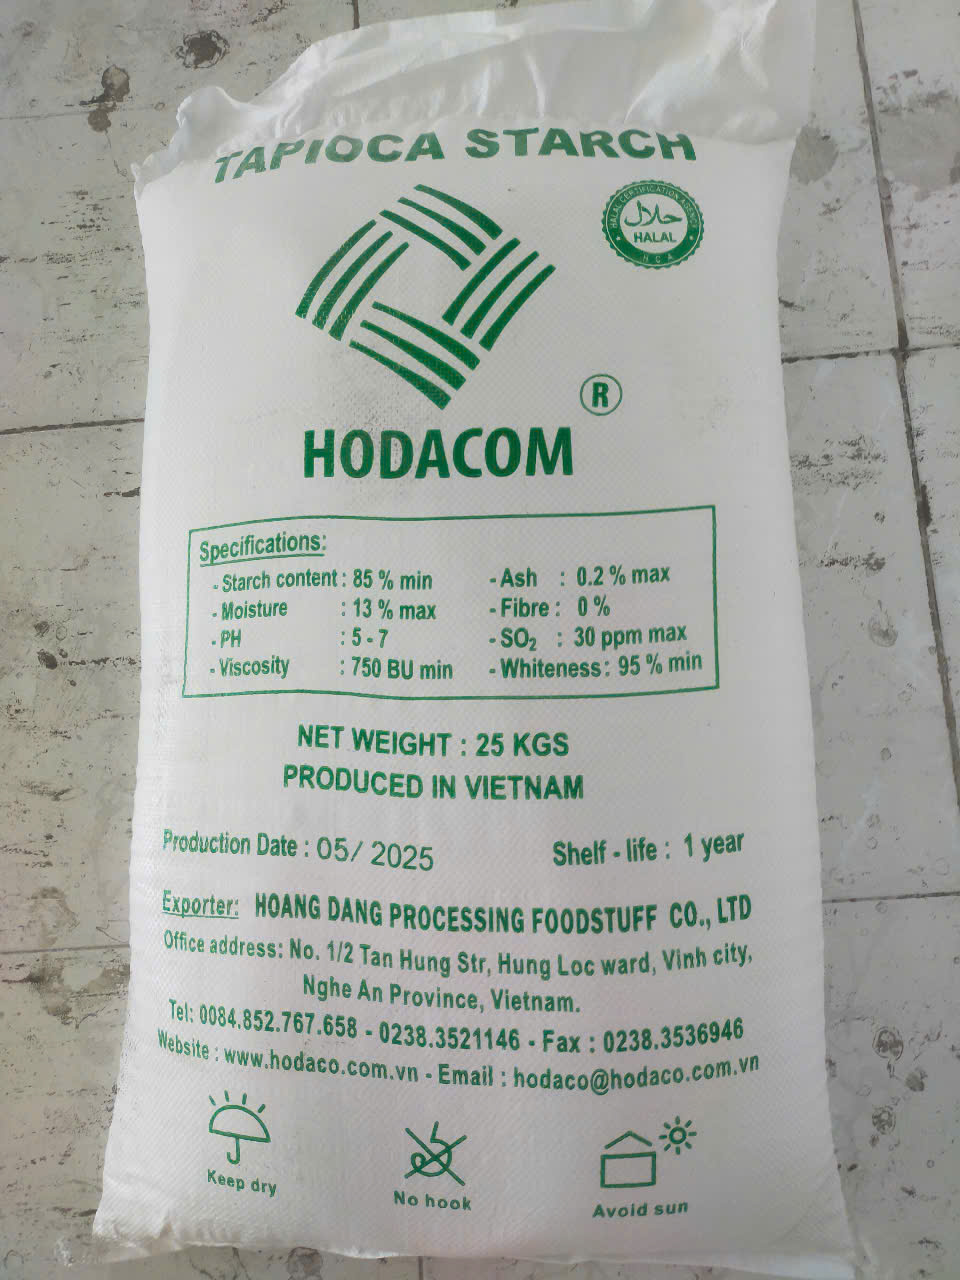 TAPIOCA STARCH
HALAL CERTIFICATION AGENCY
حلال
HALAL
HCA
®
HODACOM
Specifications:
- Starch content : 85 % min
- Ash : 0.2 % max
- Moisture : 13 % max
- Fibre : 0 %
- PH : 5 - 7
- SO₂ : 30 ppm max
- Viscosity : 750 BU min
- Whiteness : 95 % min
NET WEIGHT : 25 KGS
PRODUCED IN VIETNAM
Production Date : 05/ 2025
Shelf - life : 1 year
Exporter: HOANG DANG PROCESSING FOODSTUFF CO., LTD
Office address: No. 1/2 Tan Hung Str, Hung Loc ward, Vinh city,
Nghe An Province, Vietnam.
Tel: 0084.852.767.658 - 0238.3521146 - Fax : 0238.3536946
Website : www.hodaco.com.vn - Email : hodaco@hodaco.com.vn
Keep dry
No hook
Avoid sun